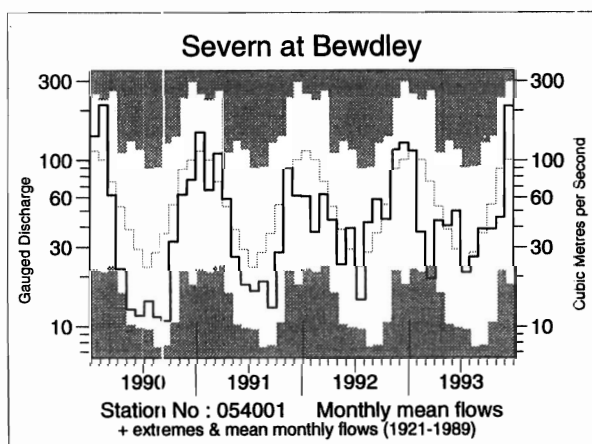 Severn at Bewdley
300
100
60
30
10
Gauged Discharge
300
100
60
30
10
Cubic Metres per Second
1990 1991 1992 1993
Station No : 054001 Monthly mean flows
+ extremes & mean monthly flows (1921-1989)